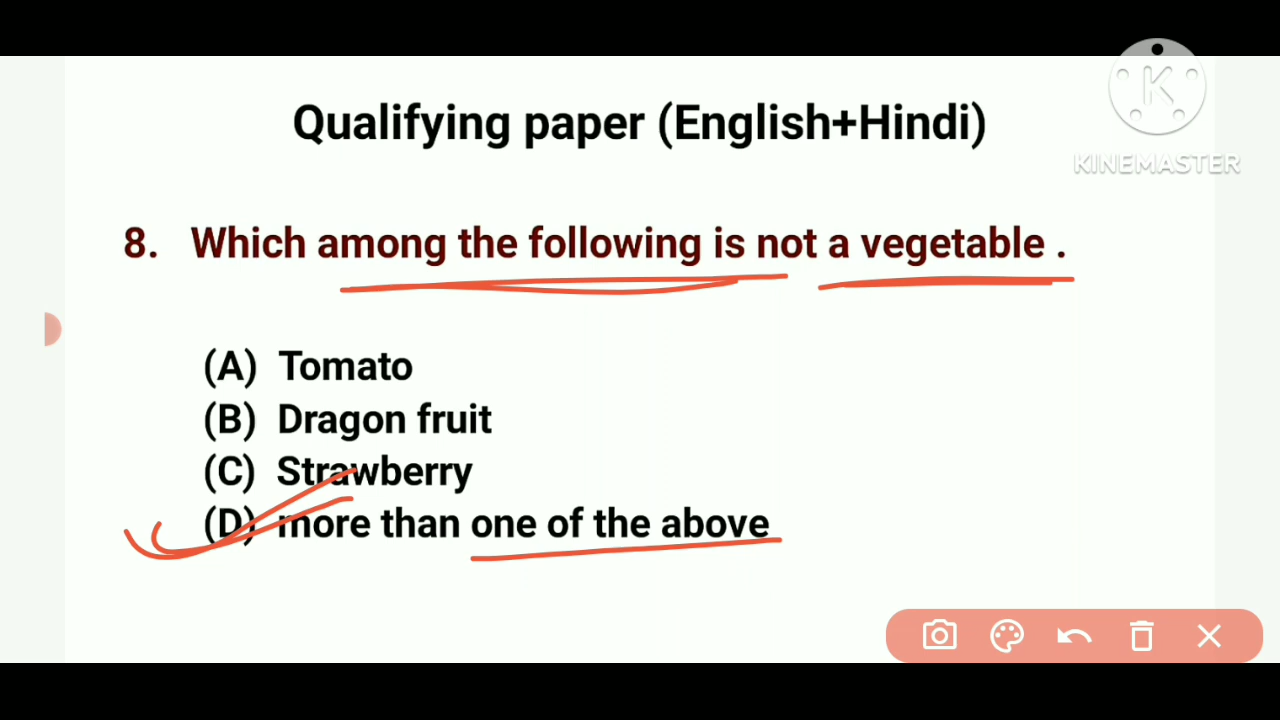 Qualifying paper (English+Hindi)
K
KINEMASTER
8. Which among the following is not a vegetable .
(A) Tomato
(B) Dragon fruit
(C) Strawberry
(D) more than one of the above